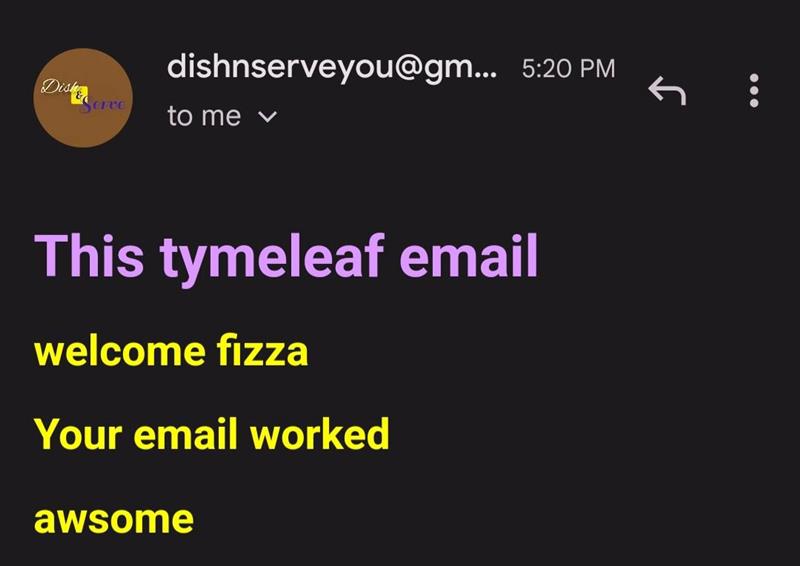 Dish
&
Serve
dishnserveyou@gm... 5:20 PM
to me
This tymeleaf email
welcome fizza
Your email worked
awsome